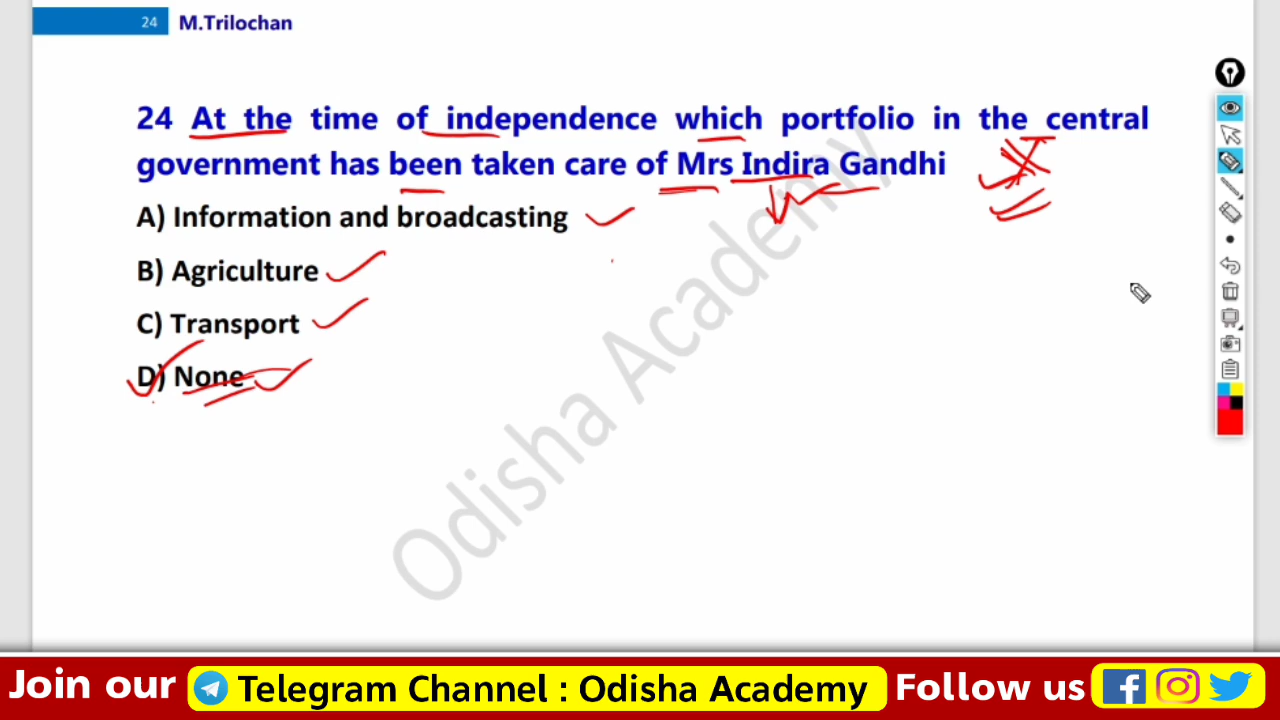 24 M.Trilochan
24 At the time of independence which portfolio in the central
government has been taken care of Mrs Indira Gandhi
A) Information and broadcasting
B) Agriculture
C) Transport
D) None
Odisha Academy
Join our Telegram Channel : Odisha Academy Follow us